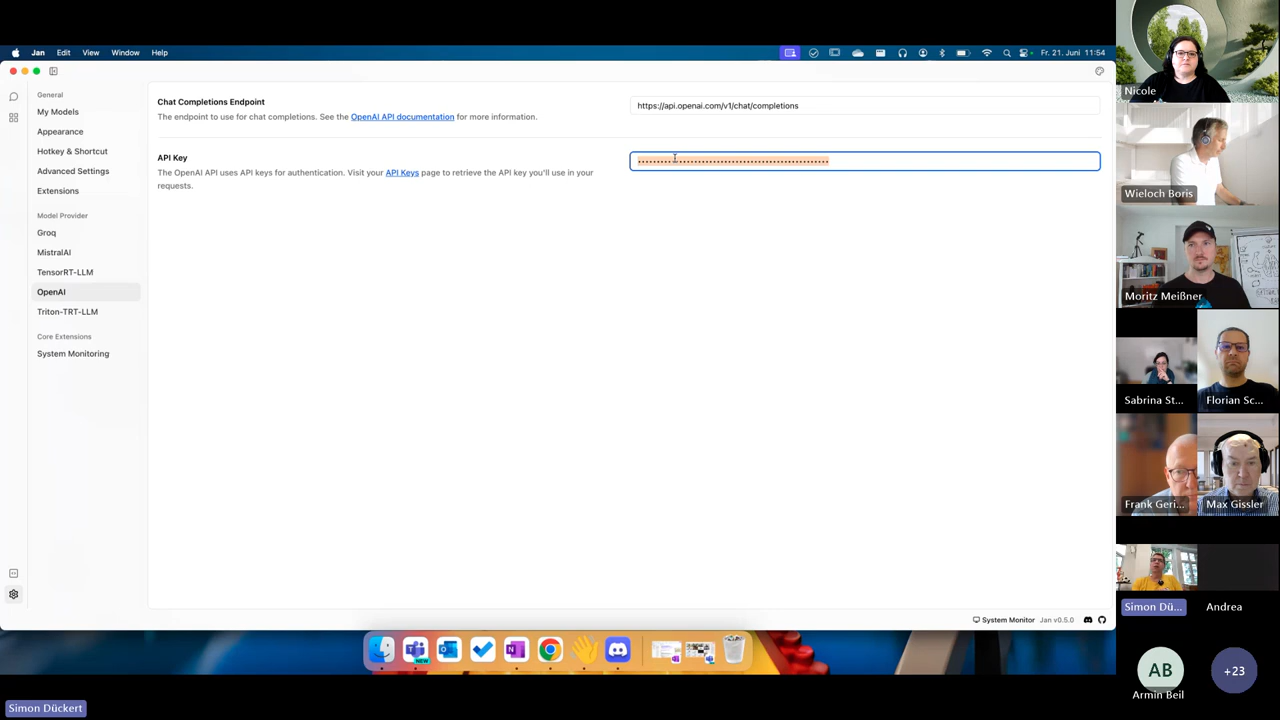 Jan Edit View Window Help
Fr. 21. Juni 11:54
General
My Models
Appearance
Hotkey & Shortcut
Advanced Settings
Extensions
Model Provider
Groq
MistralAI
TensorRT-LLM
OpenAI
Triton-TRT-LLM
Core Extensions
System Monitoring
Chat Completions Endpoint
The endpoint to use for chat completions. See the OpenAI API documentation for more information.
https://api.openai.com/v1/chat/completions
API Key
The OpenAI API uses API keys for authentication. Visit your API Keys page to retrieve the API key you'll use in your
requests.
System Monitor Jan v0.5.0
NEW
Nicole
Wieloch Boris
Moritz Meißner
Sabrina St...
Florian Sc...
Frank Geri...
Max Gissler
Simon Dü...
Andrea
AB
Armin Beil
+23
Simon Dückert